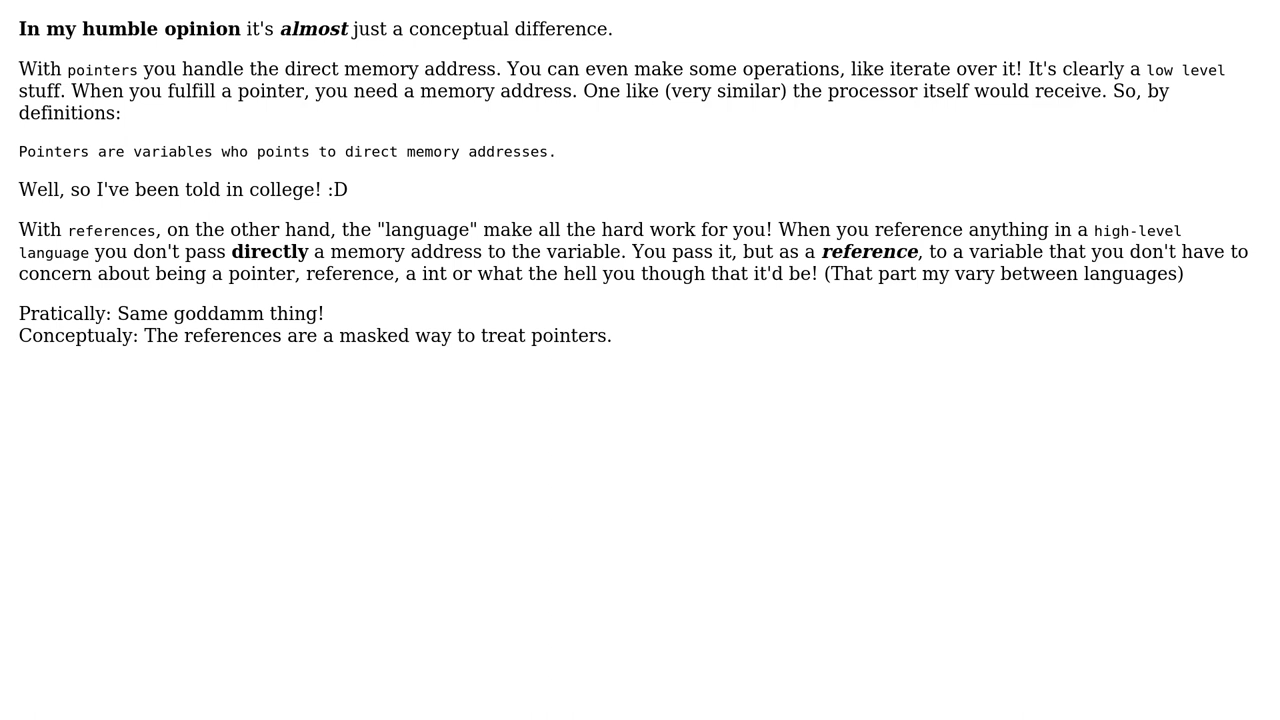 In my humble opinion it's almost just a conceptual difference.
With pointers you handle the direct memory address. You can even make some operations, like iterate over it! It's clearly a low level
stuff. When you fulfill a pointer, you need a memory address. One like (very similar) the processor itself would receive. So, by
definitions:
Pointers are variables who points to direct memory addresses.
Well, so I've been told in college! :D
With references, on the other hand, the "language" make all the hard work for you! When you reference anything in a high-level
language you don't pass directly a memory address to the variable. You pass it, but as a reference, to a variable that you don't have to
concern about being a pointer, reference, a int or what the hell you though that it'd be! (That part my vary between languages)
Pratically: Same goddamm thing!
Conceptualy: The references are a masked way to treat pointers.